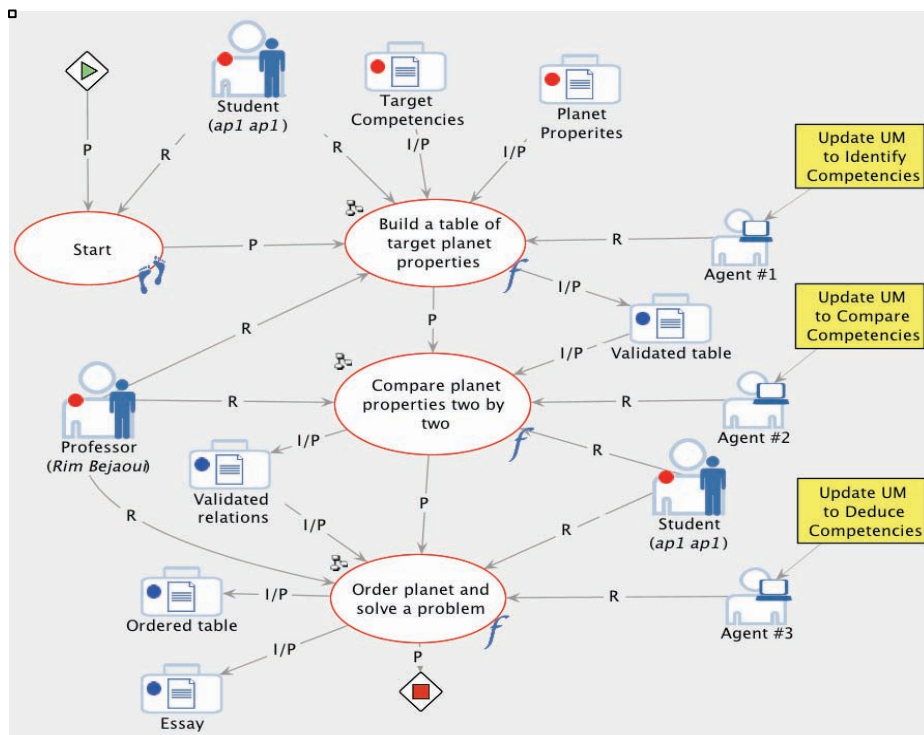 Student
(ap1 ap1)
Target
Competencies
Planet
Properites
P
R
R
I/P
I/P
Update UM
to Identify
Competencies
Start
P
Build a table of
target planet
properties
R
Agent #1
I/P
R
P
Validated table
I/P
Update UM
to Compare
Competencies
Professor
(Rim Bejaoui)
R
Compare planet
properties two by
two
R
Agent #2
I/P
R
Validated
relations
P
Student
(ap1 ap1)
R
I/P
R
Update UM
to Deduce
Competencies
Ordered table
I/P
Order planet and
solve a problem
R
Agent #3
I/P
P
Essay